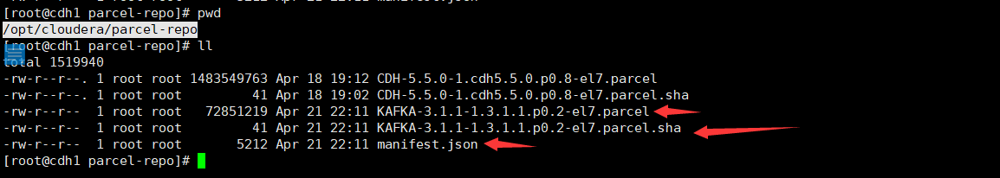 [root@cdh1 parcel-repo]# pwd
/opt/cloudera/parcel-repo
[root@cdh1 parcel-repo]# ll
total 1519940
-rw-r--r--. 1 root root 1483549763 Apr 18 19:12 CDH-5.5.0-1.cdh5.5.0.p0.8-el7.parcel
-rw-r--r--. 1 root root 41 Apr 18 19:02 CDH-5.5.0-1.cdh5.5.0.p0.8-el7.parcel.sha
-rw-r--r-- 1 root root 72851219 Apr 21 22:11 KAFKA-3.1.1-1.3.1.1.p0.2-el7.parcel
-rw-r--r-- 1 root root 41 Apr 21 22:11 KAFKA-3.1.1-1.3.1.1.p0.2-el7.parcel.sha
-rw-r--r-- 1 root root 5212 Apr 21 22:11 manifest.json
[root@cdh1 parcel-repo]#